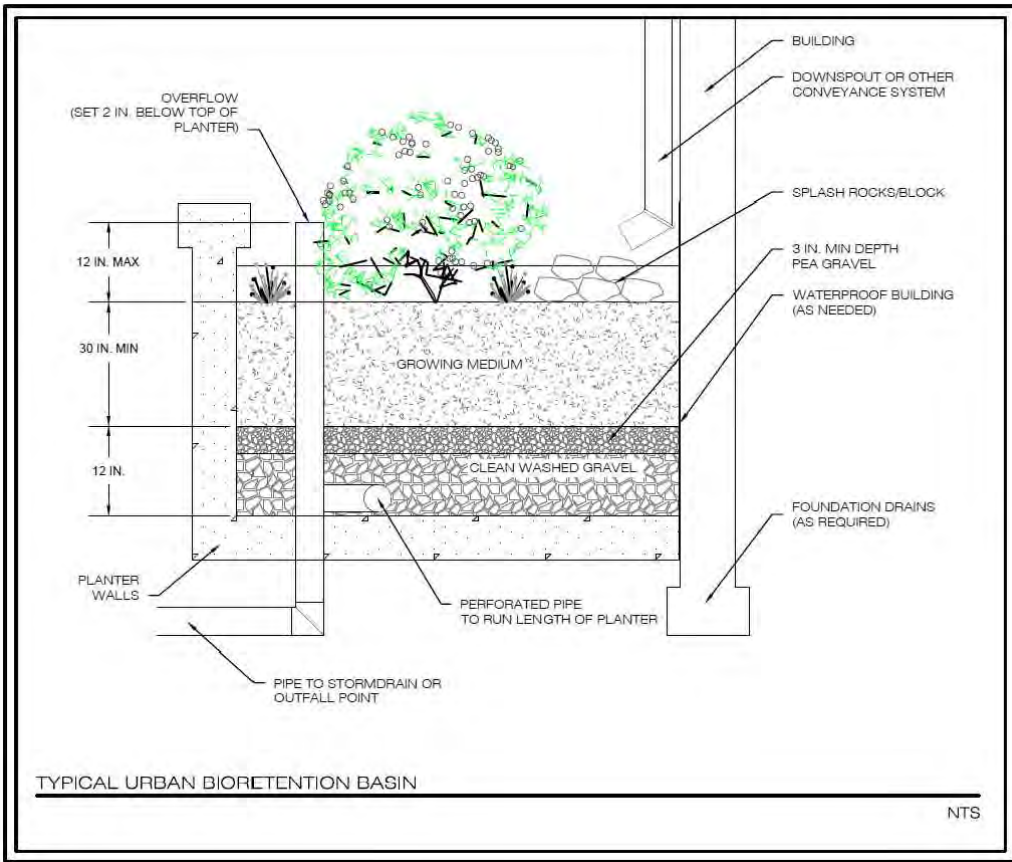 BUILDING
DOWNSPOUT OR OTHER
CONVEYANCE SYSTEM
OVERFLOW
(SET 2 IN. BELOW TOP OF
PLANTER)
SPLASH ROCKS/BLOCK
3 IN. MIN DEPTH
PEA GRAVEL
12 IN. MAX
WATERPROOF BUILDING
(AS NEEDED)
30 IN. MIN
GROWING MEDIUM
12 IN.
CLEAN WASHED GRAVEL
FOUNDATION DRAINS
(AS REQUIRED)
PLANTER
WALLS
PERFORATED PIPE
TO RUN LENGTH OF PLANTER
PIPE TO STORMDRAIN OR
OUTFALL POINT
TYPICAL URBAN BIORETENTION BASIN
NTS